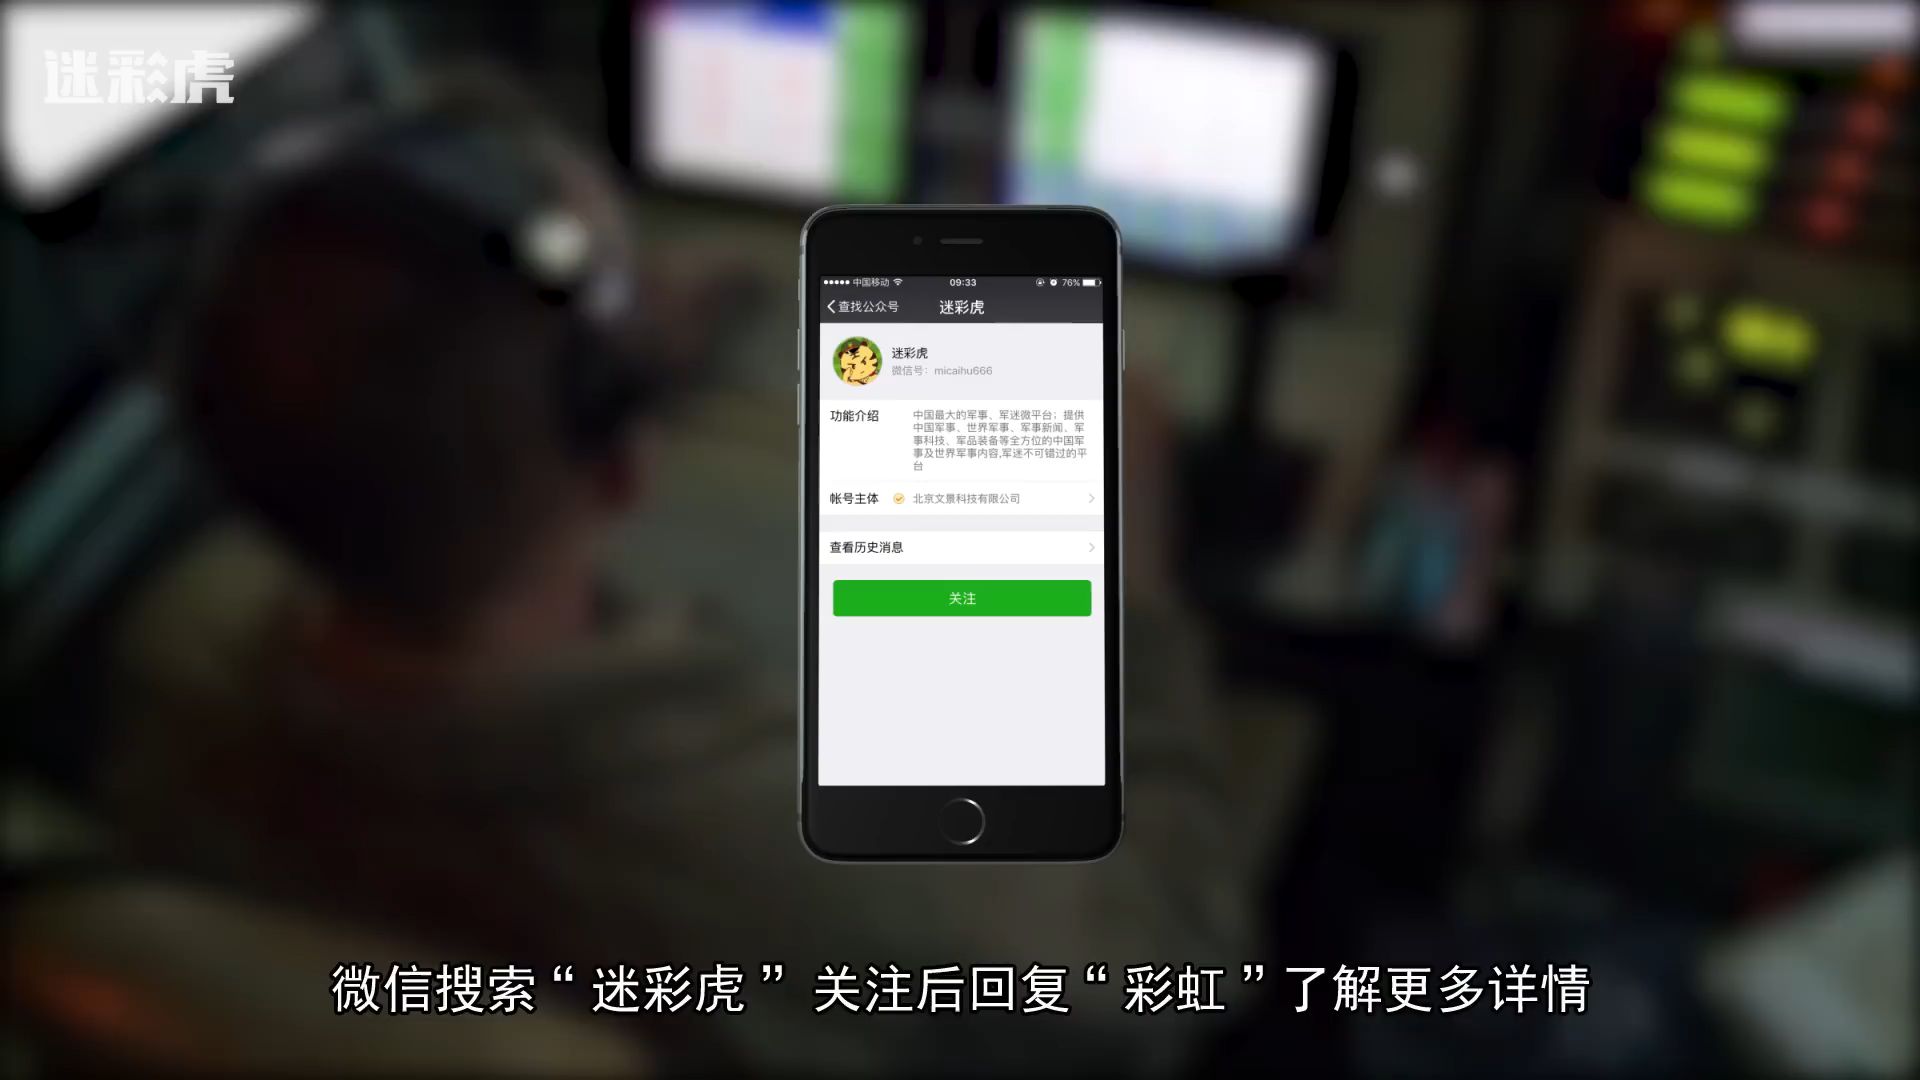 迷彩虎
中国移动 09:33 76%
查找公众号 迷彩虎
迷彩虎
微信号：micaihu666
功能介绍 中国最大的军事、军迷微平台；提供
中国军事、世界军事、军事新闻、军
事科技、军品装备等全方位的中国军
事及世界军事内容,军迷不可错过的平
台
帐号主体 北京文景科技有限公司
查看历史消息
关注
微信搜索“迷彩虎” 关注后回复“彩虹”了解更多详情